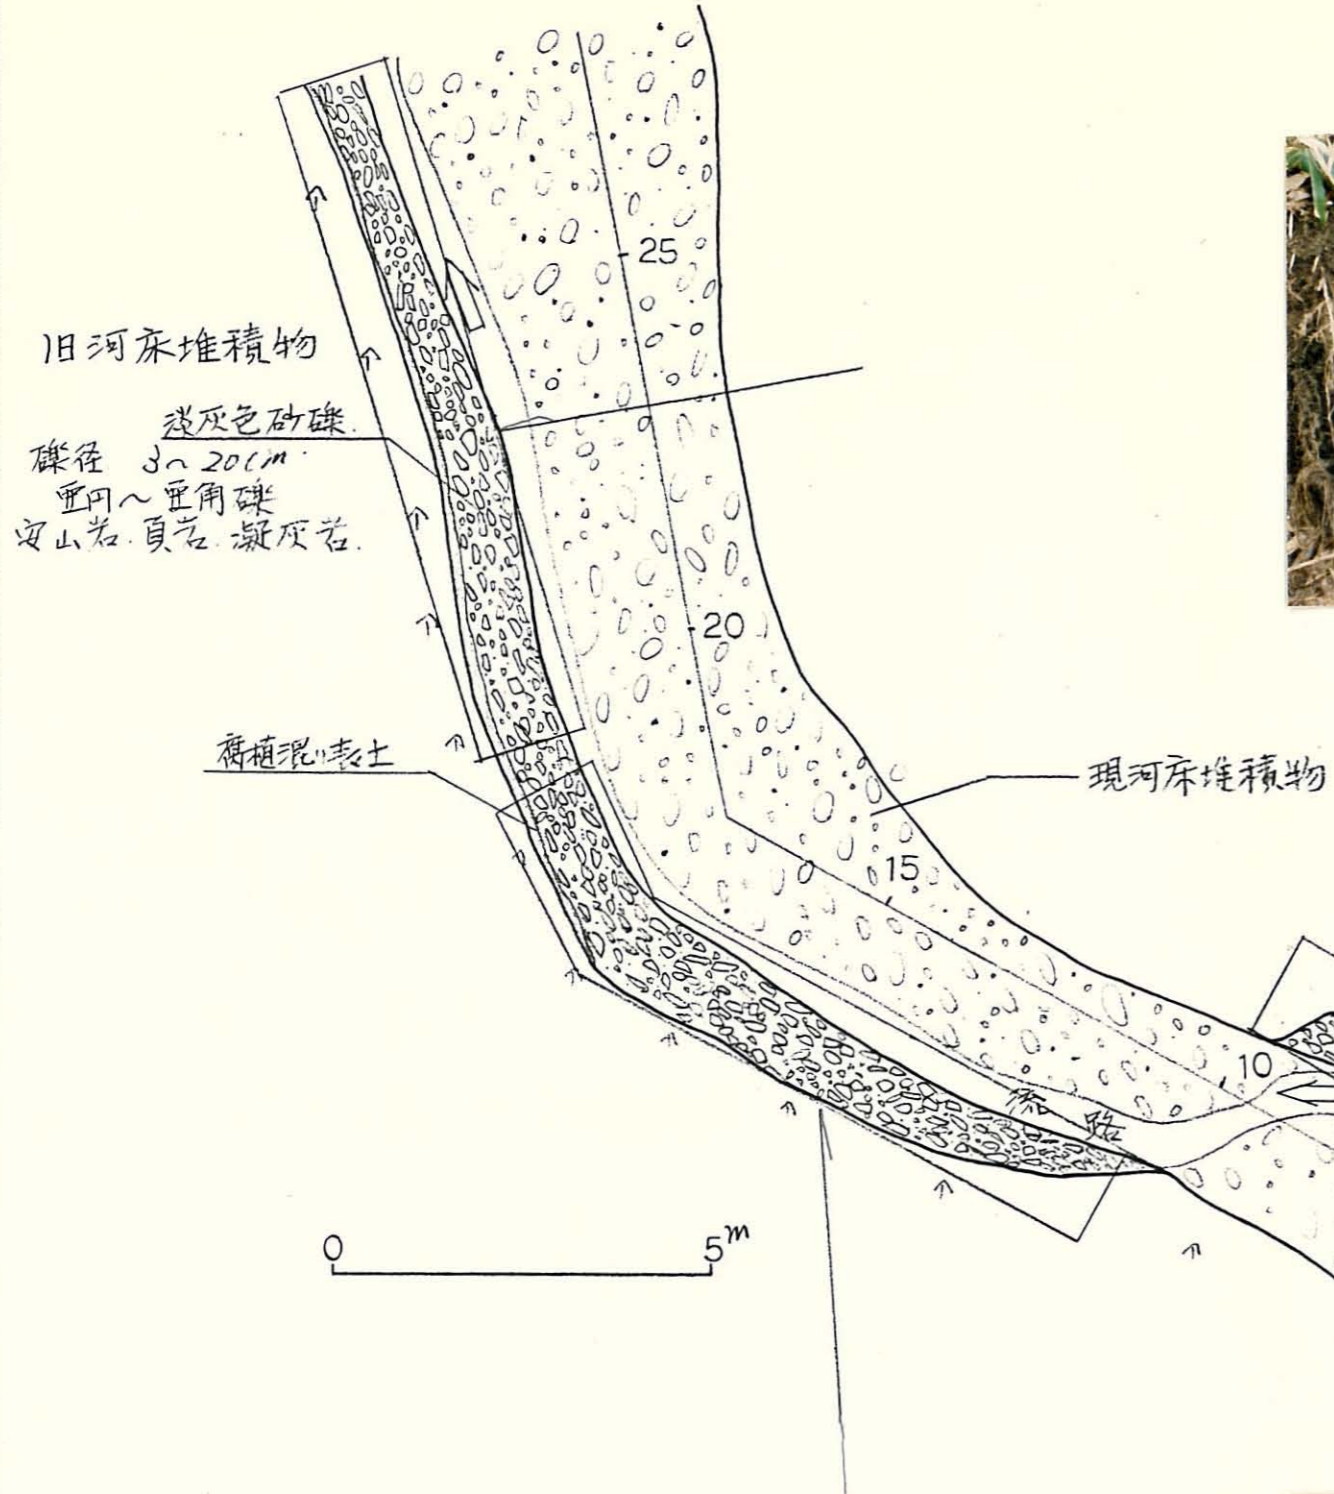 25
旧河床堆積物
淡灰色砂礫.
礫径 3～20cm
亜円～亜角礫
安山岩.頁岩.凝灰岩.
20
腐植混り表土
現河床堆積物
15
10
流路
0 5m